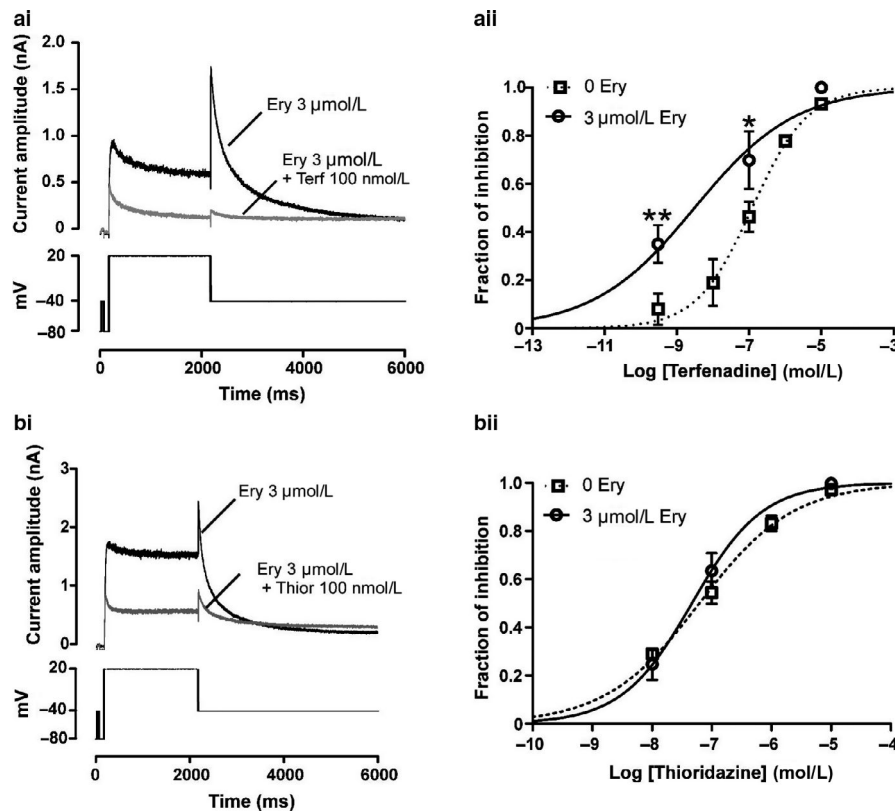 ai
Current amplitude (nA)
2.0
1.5
1.0
0.5
0
Ery 3 µmol/L
Ery 3 µmol/L
+ Terf 100 nmol/L
mV
20
–40
–80
0
2000
4000
6000
Time (ms)
aii
Fraction of inhibition
1.0
0.8
0.6
0.4
0.2
0
0 Ery
3 µmol/L Ery
**
*
–13
–11
–9
–7
–5
–3
Log [Terfenadine] (mol/L)
bi
Current amplitude (nA)
3
2
1
0
Ery 3 µmol/L
Ery 3 µmol/L
+ Thior 100 nmol/L
mV
20
–40
–80
0
2000
4000
6000
Time (ms)
bii
Fraction of inhibition
1.0
0.8
0.6
0.4
0.2
0
0 Ery
3 µmol/L Ery
–10
–9
–8
–7
–6
–5
–4
Log [Thioridazine] (mol/L)